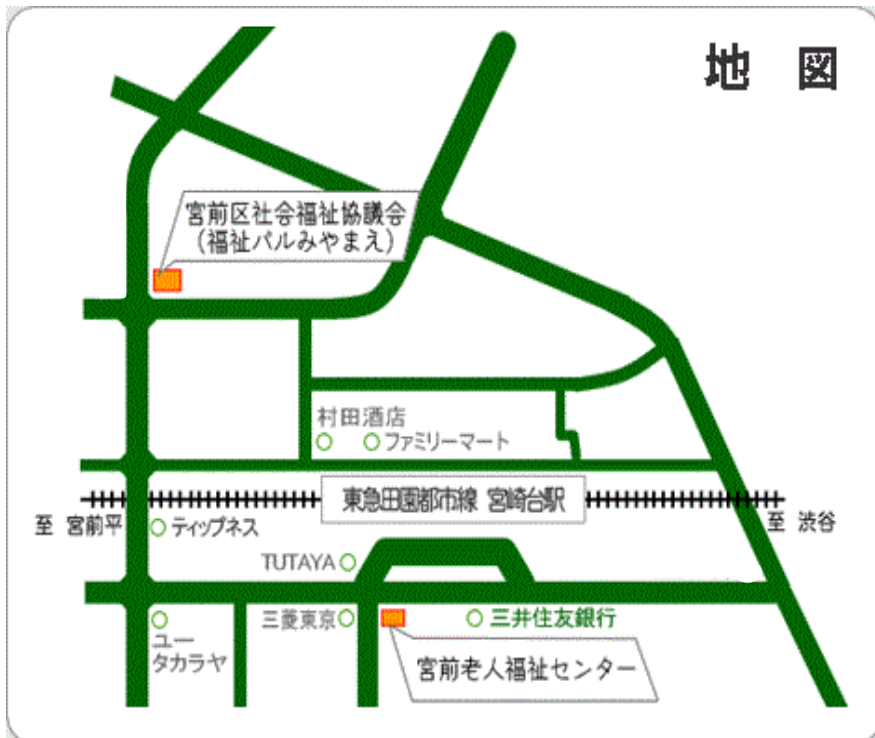 地 図
宮前区社会福祉協議会
（福祉パルみやまえ）
村田酒店
ファミリーマート
東急田園都市線 宮崎台駅
至 宮前平
ティップネス
至 渋谷
TUTAYA
三菱東京
三井住友銀行
ユー
タカラヤ
宮前老人福祉センター